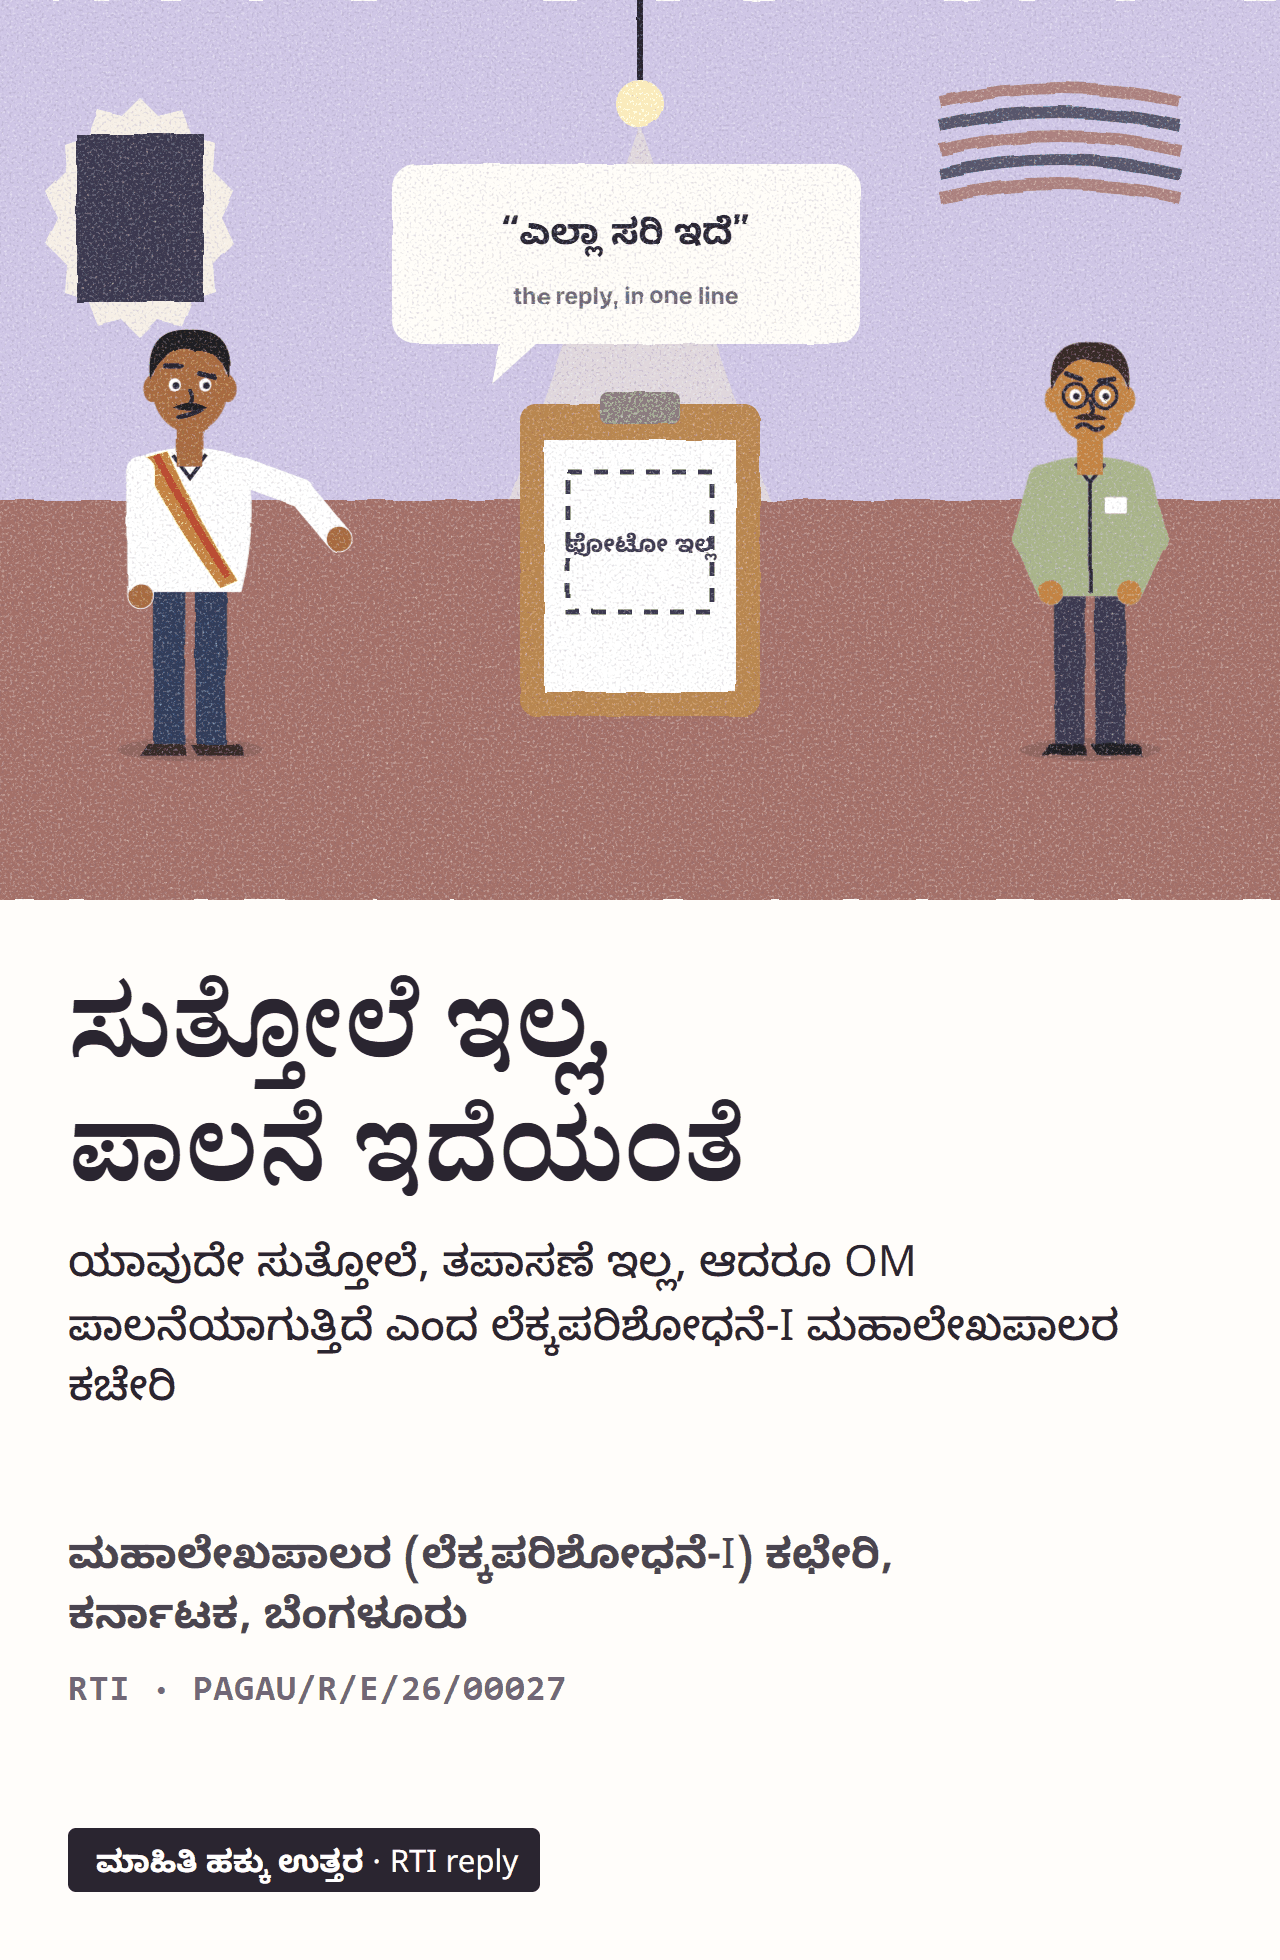 “ಎಲ್ಲಾ ಸರಿ ಇದೆ”
the reply, in one line
ಫೋಟೋ ಇಲ್ಲ
ಸುತ್ತೋಲೆ ಇಲ್ಲ,
ಪಾಲನೆ ಇದೆಯಂತೆ
ಯಾವುದೇ ಸುತ್ತೋಲೆ, ತಪಾಸಣೆ ಇಲ್ಲ, ಆದರೂ OM
ಪಾಲನೆಯಾಗುತ್ತಿದೆ ಎಂದ ಲೆಕ್ಕಪರಿಶೋಧನೆ-I ಮಹಾಲೇಖಪಾಲರ
ಕಚೇರಿ
ಮಹಾಲೇಖಪಾಲರ (ಲೆಕ್ಕಪರಿಶೋಧನೆ-I) ಕಛೇರಿ,
ಕರ್ನಾಟಕ, ಬೆಂಗಳೂರು
RTI · PAGAU/R/E/26/00027
ಮಾಹಿತಿ ಹಕ್ಕು ಉತ್ತರ · RTI reply